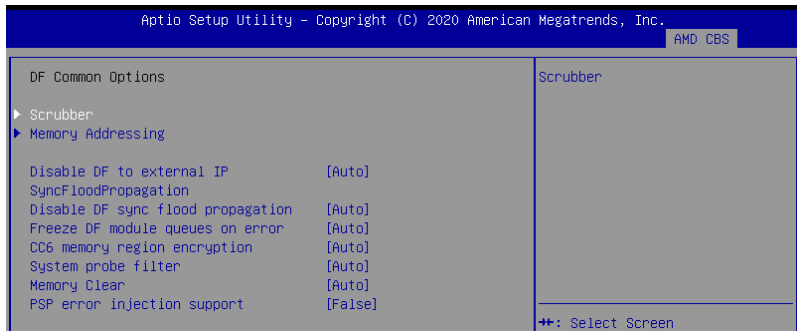 Aptio Setup Utility – Copyright (C) 2020 American Megatrends, Inc.
AMD CBS
DF Common Options
Scrubber
Scrubber
Memory Addressing
Disable DF to external IP [Auto]
SyncFloodPropagation
Disable DF sync flood propagation [Auto]
Freeze DF module queues on error [Auto]
CC6 memory region encryption [Auto]
System probe filter [Auto]
Memory Clear [Auto]
PSP error injection support [False]
→←: Select Screen